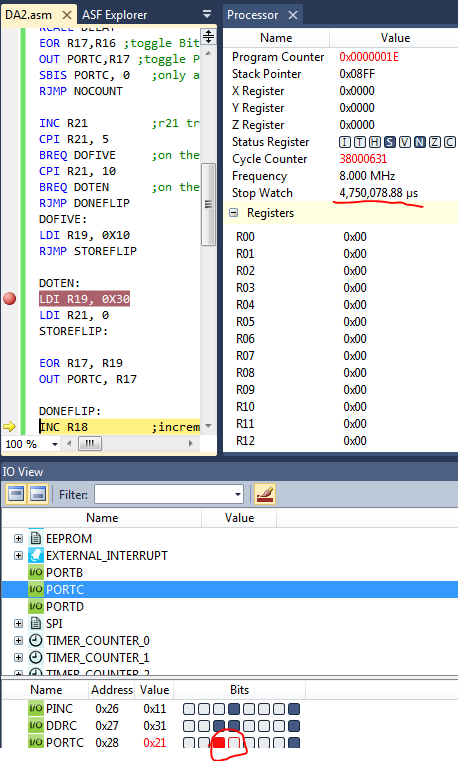 DA2.asm ASF Explorer
EOR R17,R16 ;toggle Bit
OUT PORTC,R17 ;toggle P
SBIS PORTC, 0 ;only a
RJMP NOCOUNT
INC R21 ;r21 tr
CPI R21, 5
BREQ DOFIVE ;on the
CPI R21, 10
BREQ DOTEN ;on the
RJMP DONEFLIP
DOFIVE:
LDI R19, 0X10
RJMP STOREFLIP
DOTEN:
LDI R19, 0X30
LDI R21, 0
STOREFLIP:
EOR R17, R19
OUT PORTC, R17
DONEFLIP:
INC R18 ;increm
100 %
Processor
Name Value
Program Counter 0x0000001E
Stack Pointer 0x08FF
X Register 0x0000
Y Register 0x0000
Z Register 0x0000
Status Register I T H S V N Z C
Cycle Counter 38000631
Frequency 8.000 MHz
Stop Watch 4,750,078.88 µs
Registers
R00 0x00
R01 0x00
R02 0x00
R03 0x00
R04 0x00
R05 0x00
R06 0x00
R07 0x00
R08 0x00
R09 0x00
R10 0x00
R11 0x00
R12 0x00
IO View
Filter:
Name Value
EEPROM
EXTERNAL_INTERRUPT
I/O PORTB
I/O PORTC
I/O PORTD
SPI
TIMER_COUNTER_0
TIMER_COUNTER_1
TIMER_COUNTER_2
Name Address Value Bits
I/O PINC 0x26 0x11
I/O DDRC 0x27 0x31
I/O PORTC 0x28 0x21